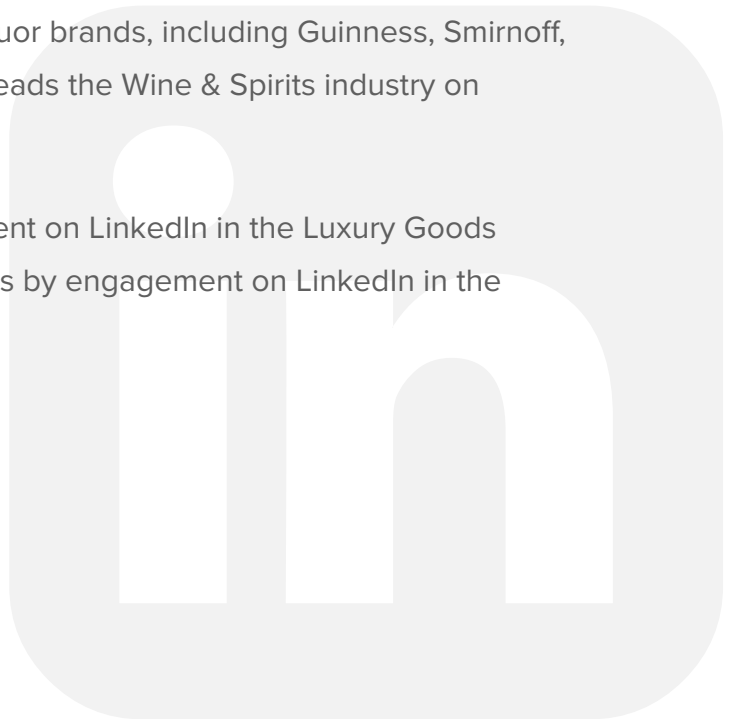 uor brands, including Guinness, Smirnoff,
eads the Wine & Spirits industry on
ent on LinkedIn in the Luxury Goods
s by engagement on LinkedIn in the
in